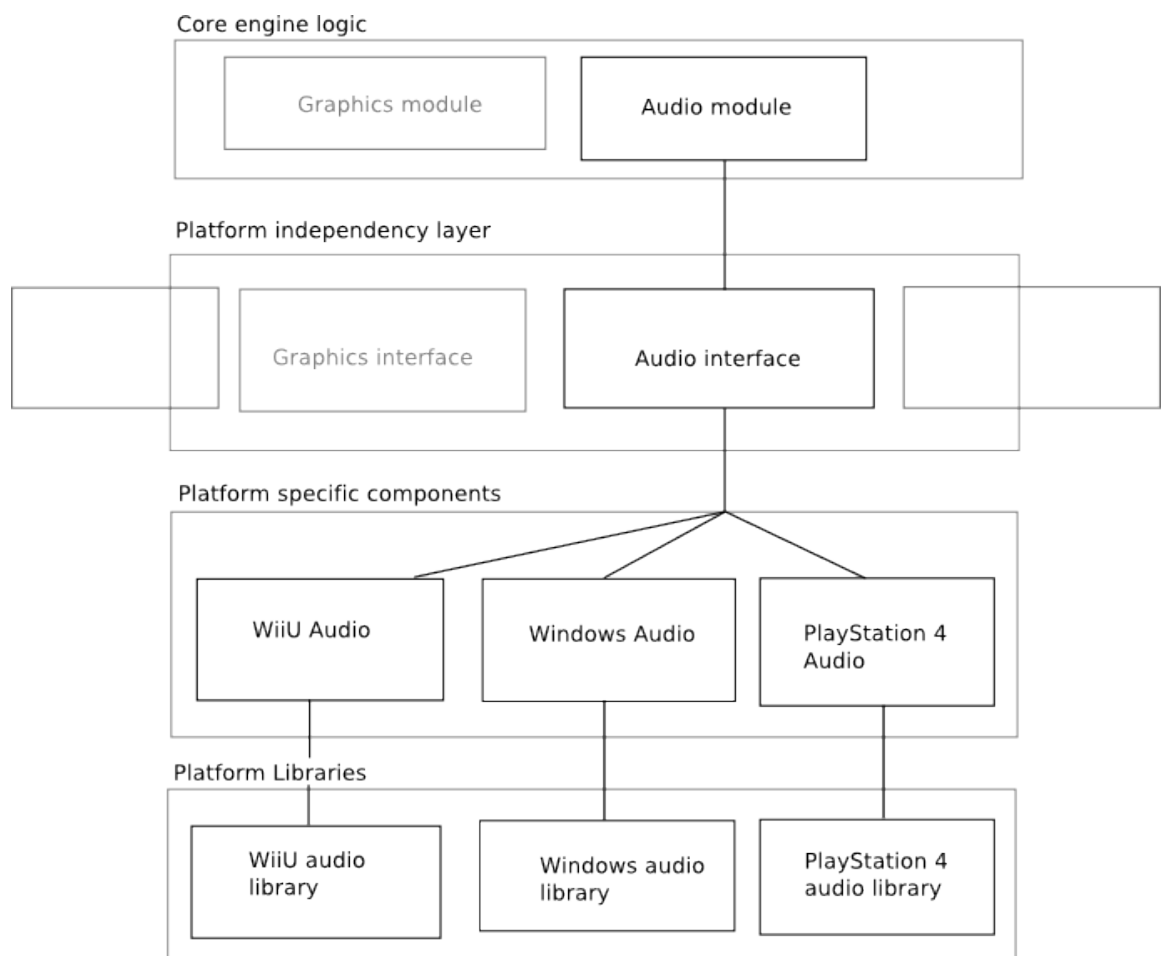 Core engine logic
Graphics module
Audio module
Platform independency layer
Graphics interface
Audio interface
Platform specific components
WiiU Audio
Windows Audio
PlayStation 4
Audio
Platform Libraries
WiiU audio
library
Windows audio
library
PlayStation 4
audio library